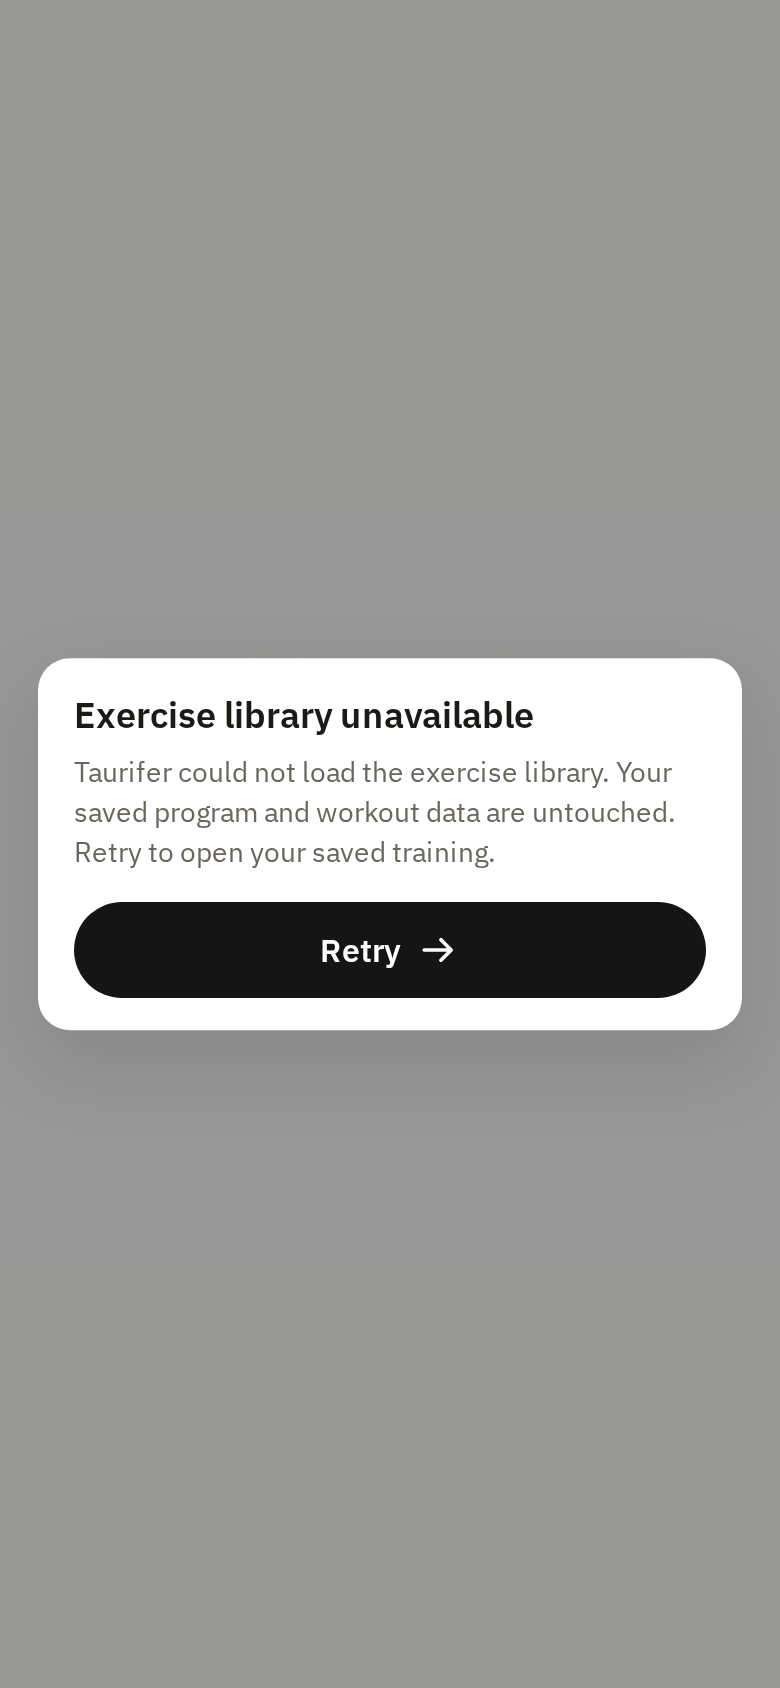 Exercise library unavailable
Taurifer could not load the exercise library. Your
saved program and workout data are untouched.
Retry to open your saved training.
Retry